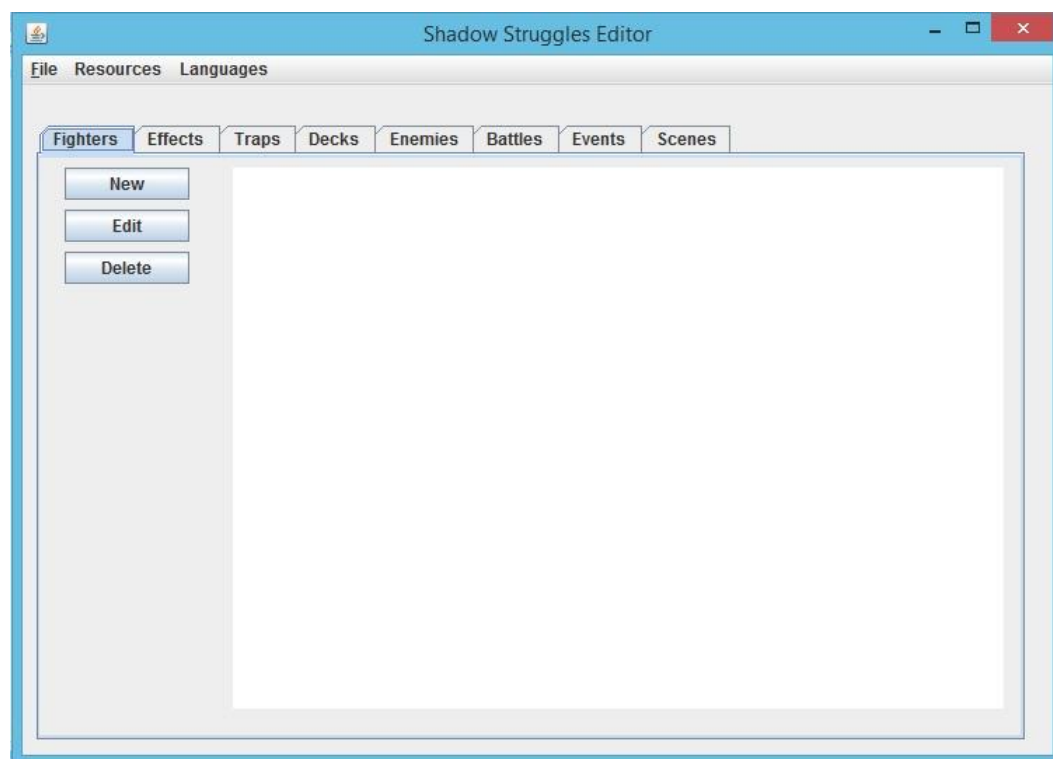 Shadow Struggles Editor
File Resources Languages
Fighters Effects Traps Decks Enemies Battles Events Scenes
New
Edit
Delete